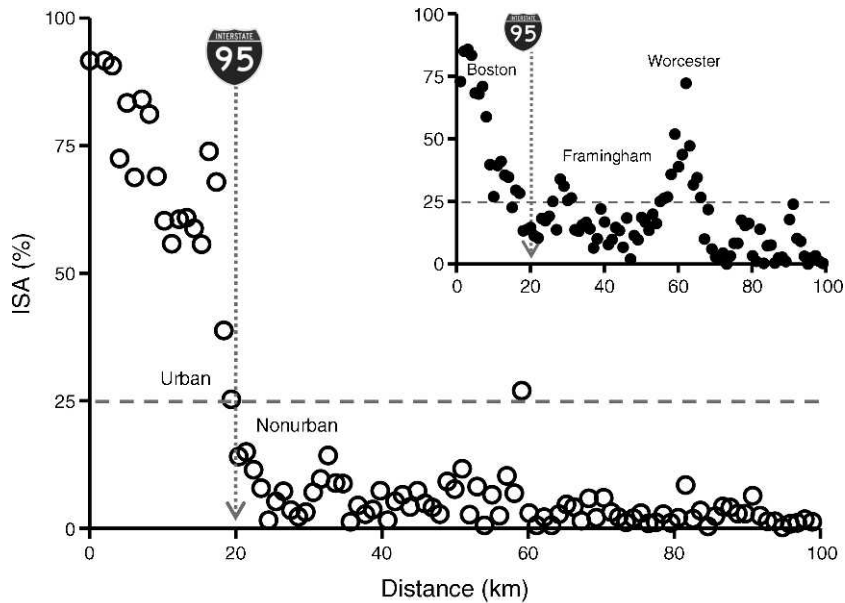 100
75
50
25
0
ISA (%)
INTERSTATE
95
Urban
Nonurban
0
20
40
60
80
100
Distance (km)
100
75
50
25
0
INTERSTATE
95
Boston
Framingham
Worcester
0
20
40
60
80
100